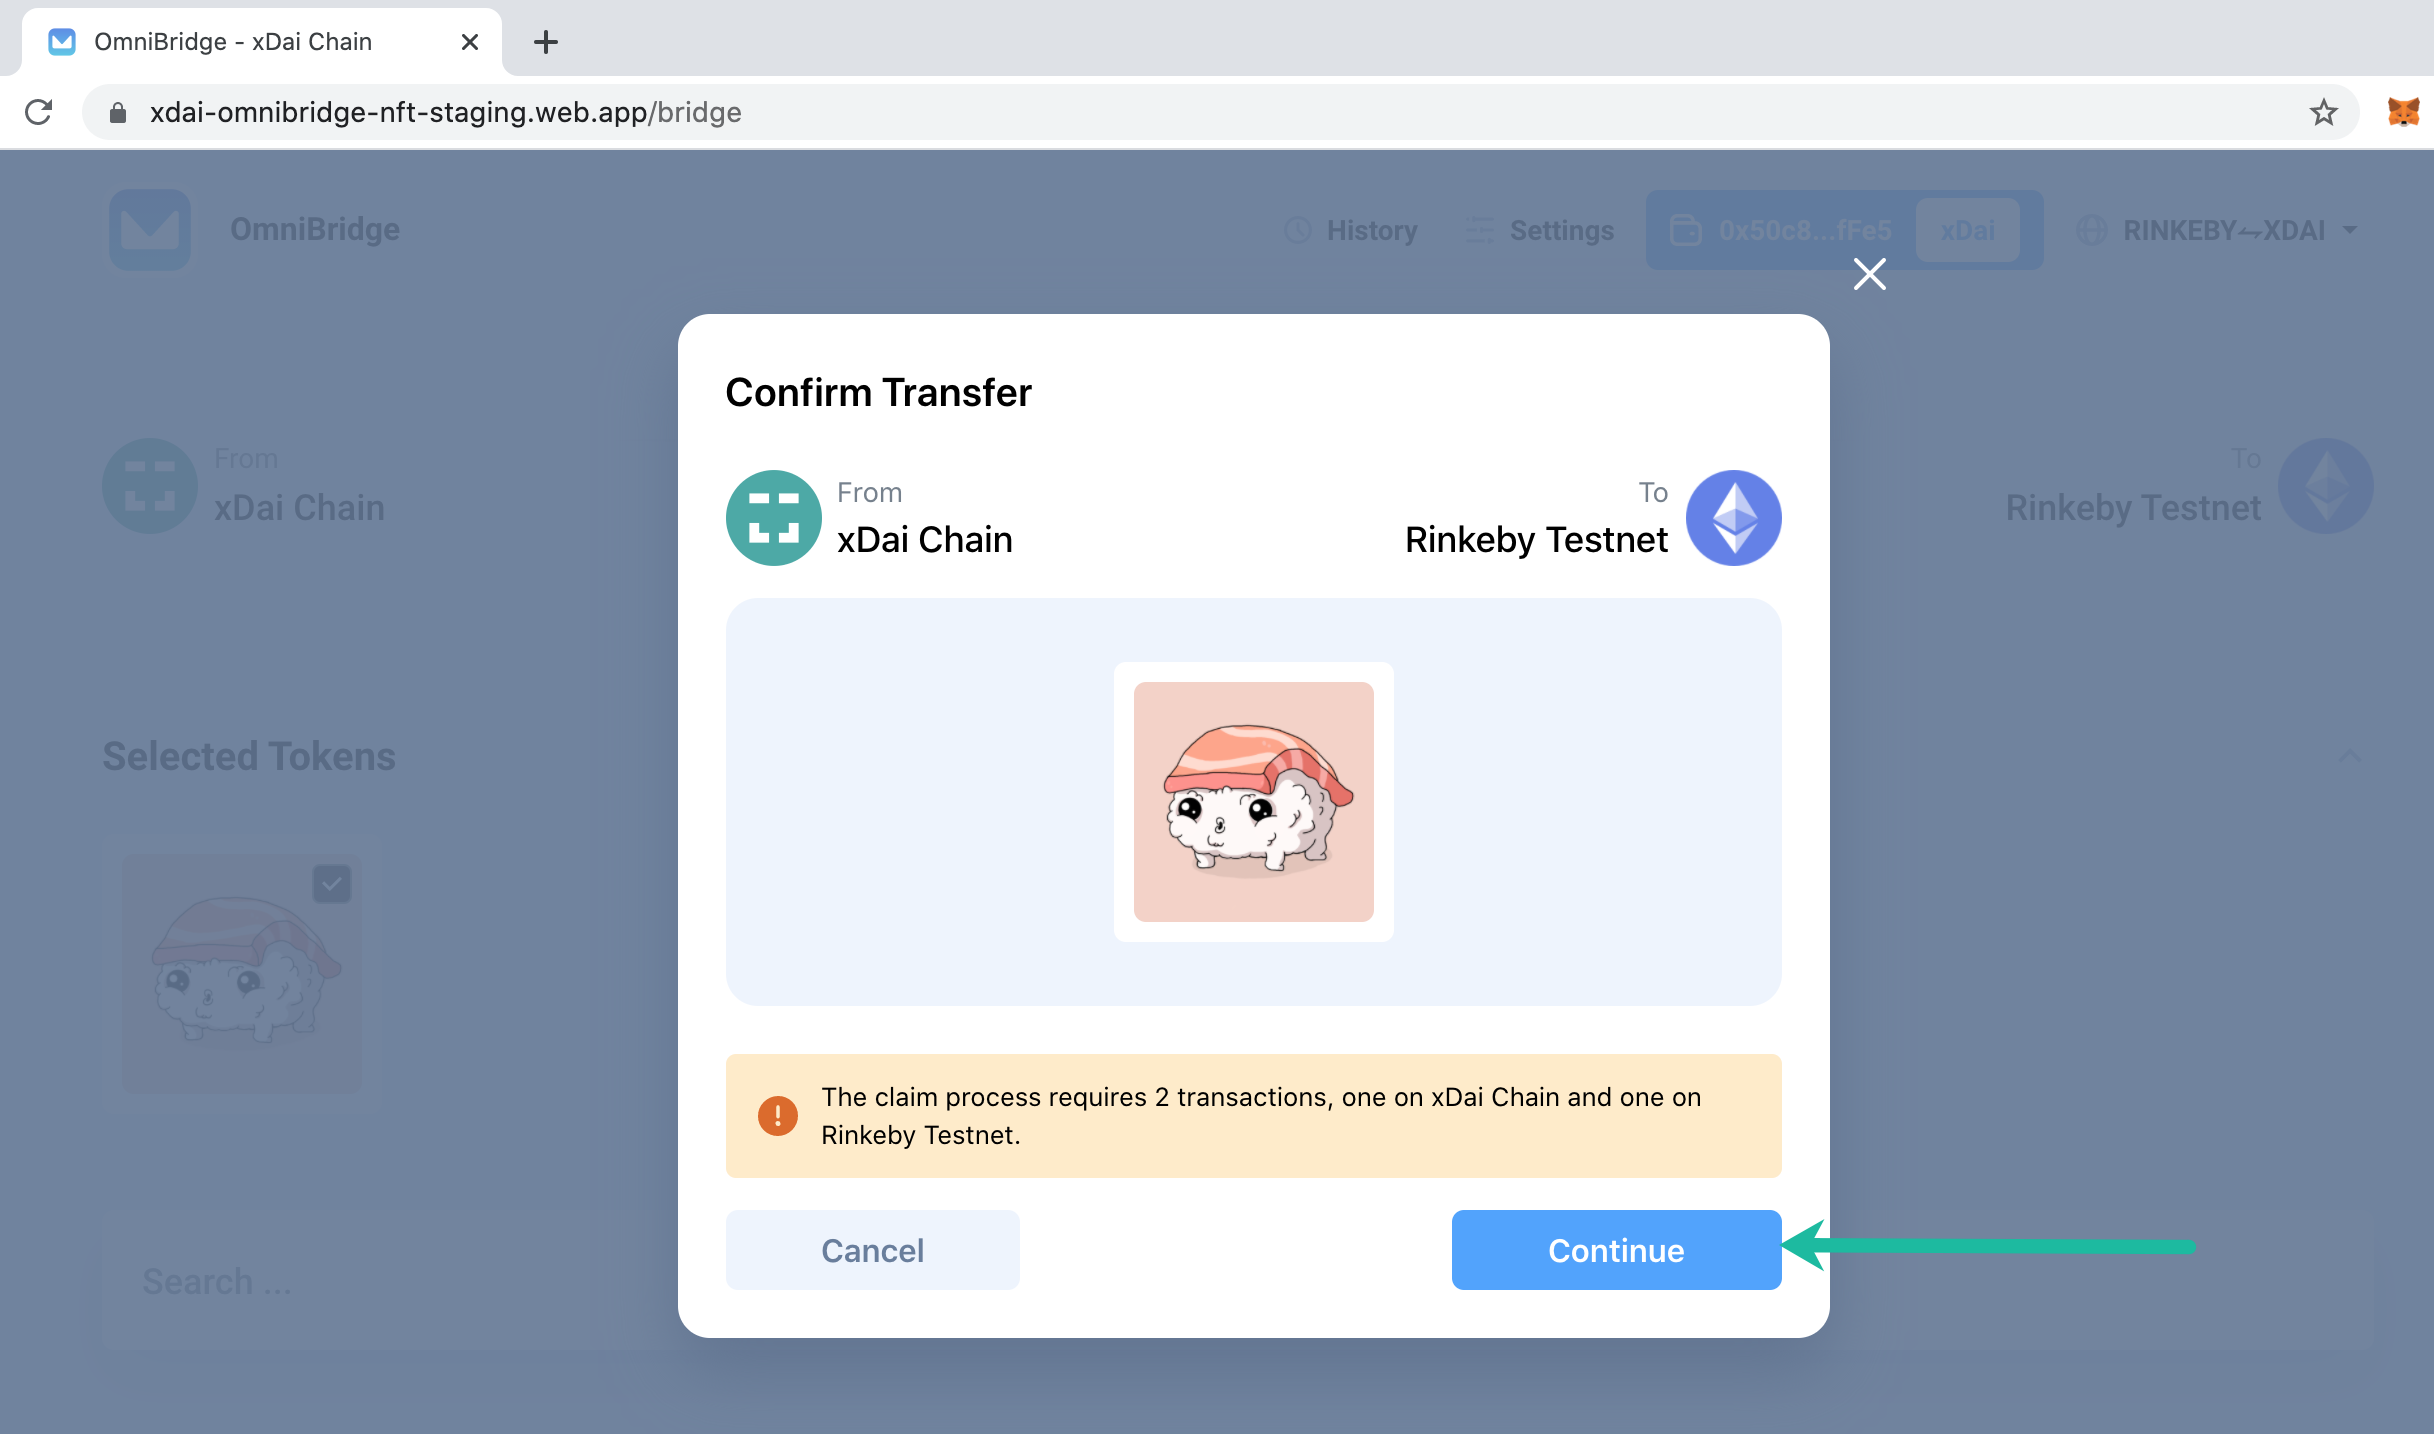 OmniBridge - xDai Chain
xdai-omnibridge-nft-staging.web.app/bridge
OmniBridge
History
Settings
0x50c8...fFe5
xDai
RINKEBY⇋XDAI
Confirm Transfer
From
xDai Chain
To
Rinkeby Testnet
From
xDai Chain
To
Rinkeby Testnet
Selected Tokens
The claim process requires 2 transactions, one on xDai Chain and one on
Rinkeby Testnet.
Cancel
Continue
Search ...